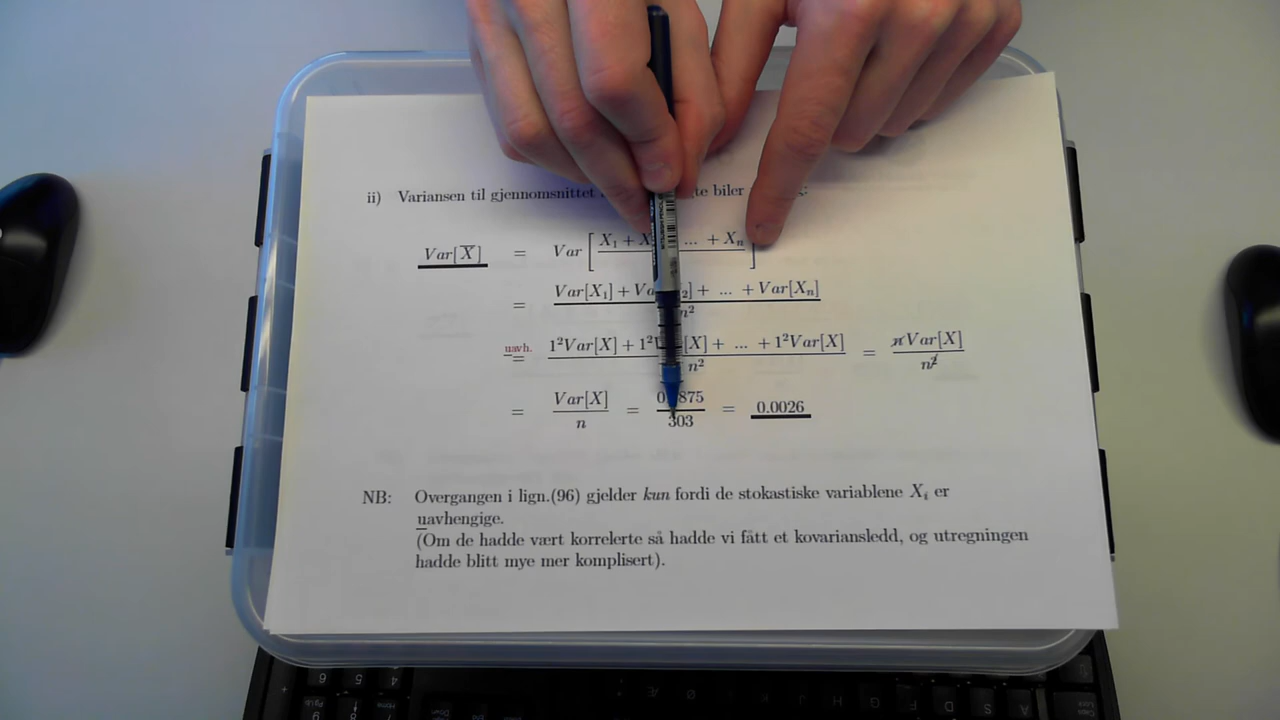 ii) Variansen til gjennomsnittet biler
Var[X̅] = Var [ X₁ + ... + Xₙ ]
= Var[X₁] + + ... + Var[Xₙ] / n²
uavh. = 1²Var[X] + 1² [X] + ... + 1²Var[X] / n² = nVar[X] / n²
= Var[X] / n = 875 / 303 = 0.0026
NB: Overgangen i lign.(96) gjelder kun fordi de stokastiske variablene Xᵢ er
uavhengige.
(Om de hadde vært korrelerte så hadde vi fått et kovariansledd, og utregningen
hadde blitt mye mer komplisert).